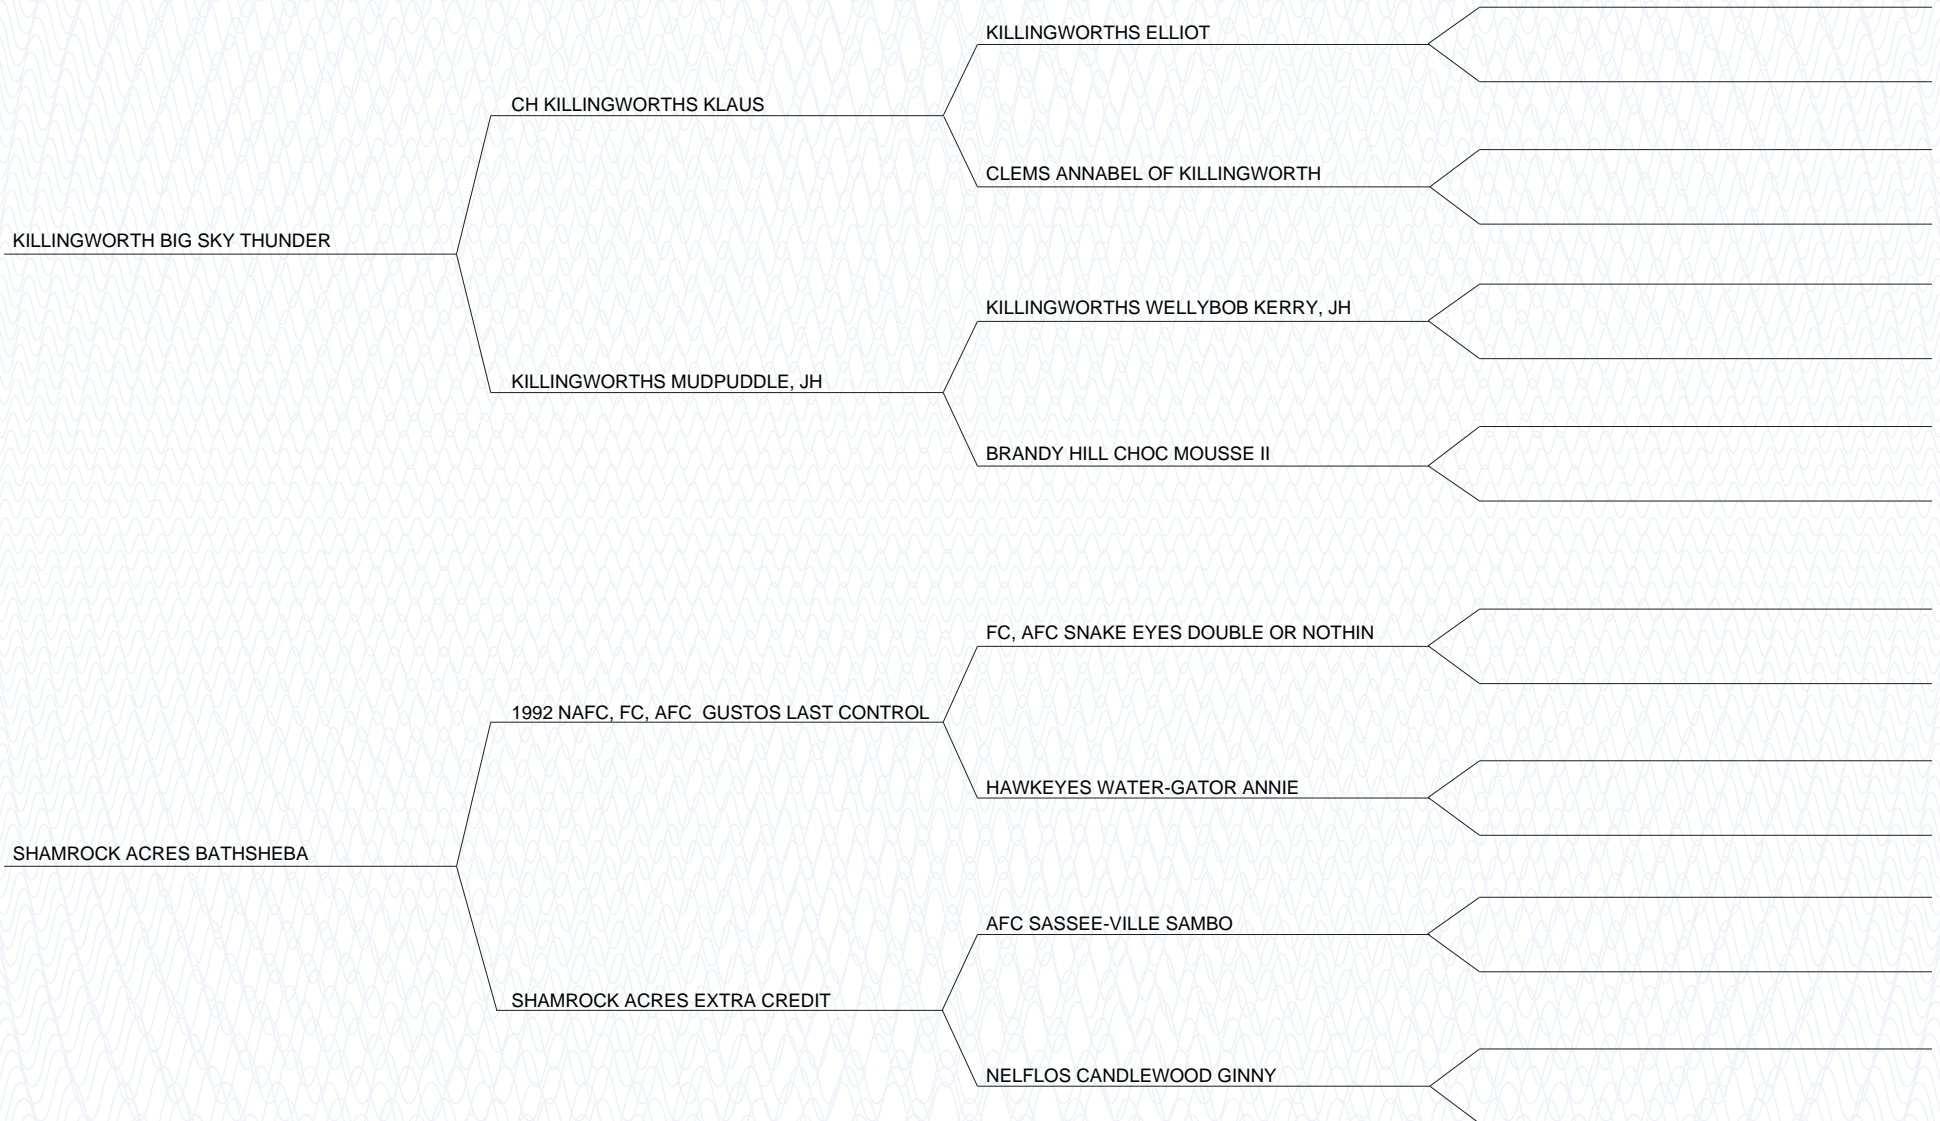 KILLINGWORTHS ELLIOT
CH KILLINGWORTHS KLAUS
CLEMS ANNABEL OF KILLINGWORTH
KILLINGWORTH BIG SKY THUNDER
KILLINGWORTHS WELLYBOB KERRY, JH
KILLINGWORTHS MUDPUDDLE, JH
BRANDY HILL CHOC MOUSSE II
FC, AFC SNAKE EYES DOUBLE OR NOTHIN
1992 NAFC, FC, AFC  GUSTOS LAST CONTROL
HAWKEYES WATER-GATOR ANNIE
SHAMROCK ACRES BATHSHEBA
AFC SASSEE-VILLE SAMBO
SHAMROCK ACRES EXTRA CREDIT
NELFLOS CANDLEWOOD GINNY